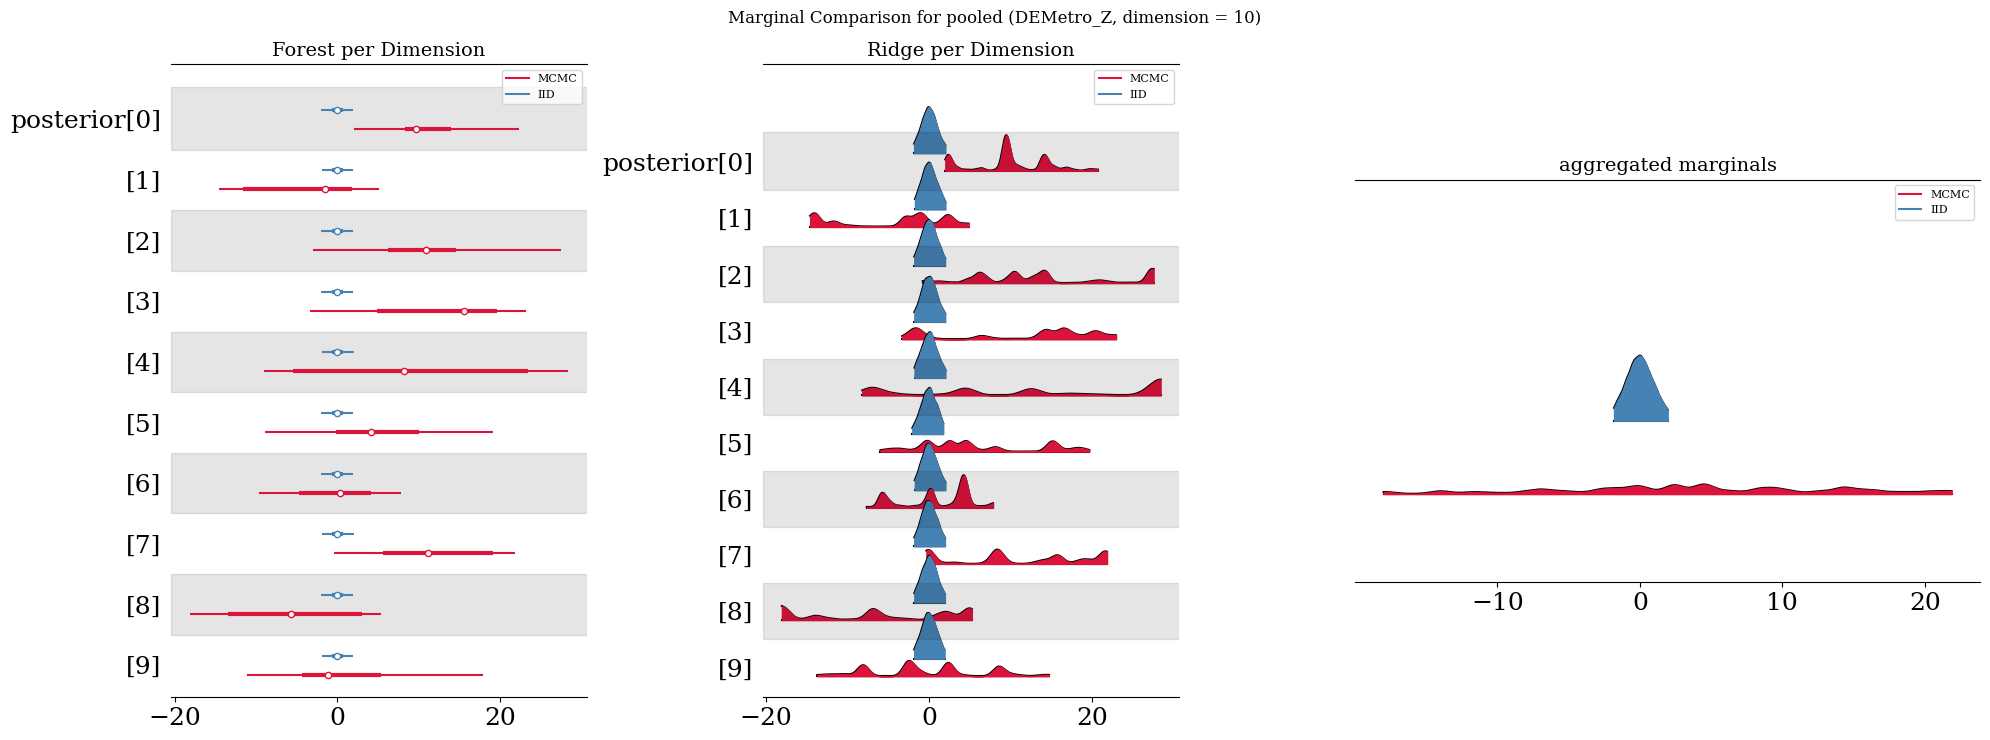 Marginal Comparison for pooled (DEMetro_Z, dimension = 10)
Forest per Dimension
MCMC
IID
posterior[0]
[1]
[2]
[3]
[4]
[5]
[6]
[7]
[8]
[9]
−20 0 20
Ridge per Dimension
MCMC
IID
posterior[0]
[1]
[2]
[3]
[4]
[5]
[6]
[7]
[8]
[9]
−20 0 20
aggregated marginals
MCMC
IID
−10 0 10 20